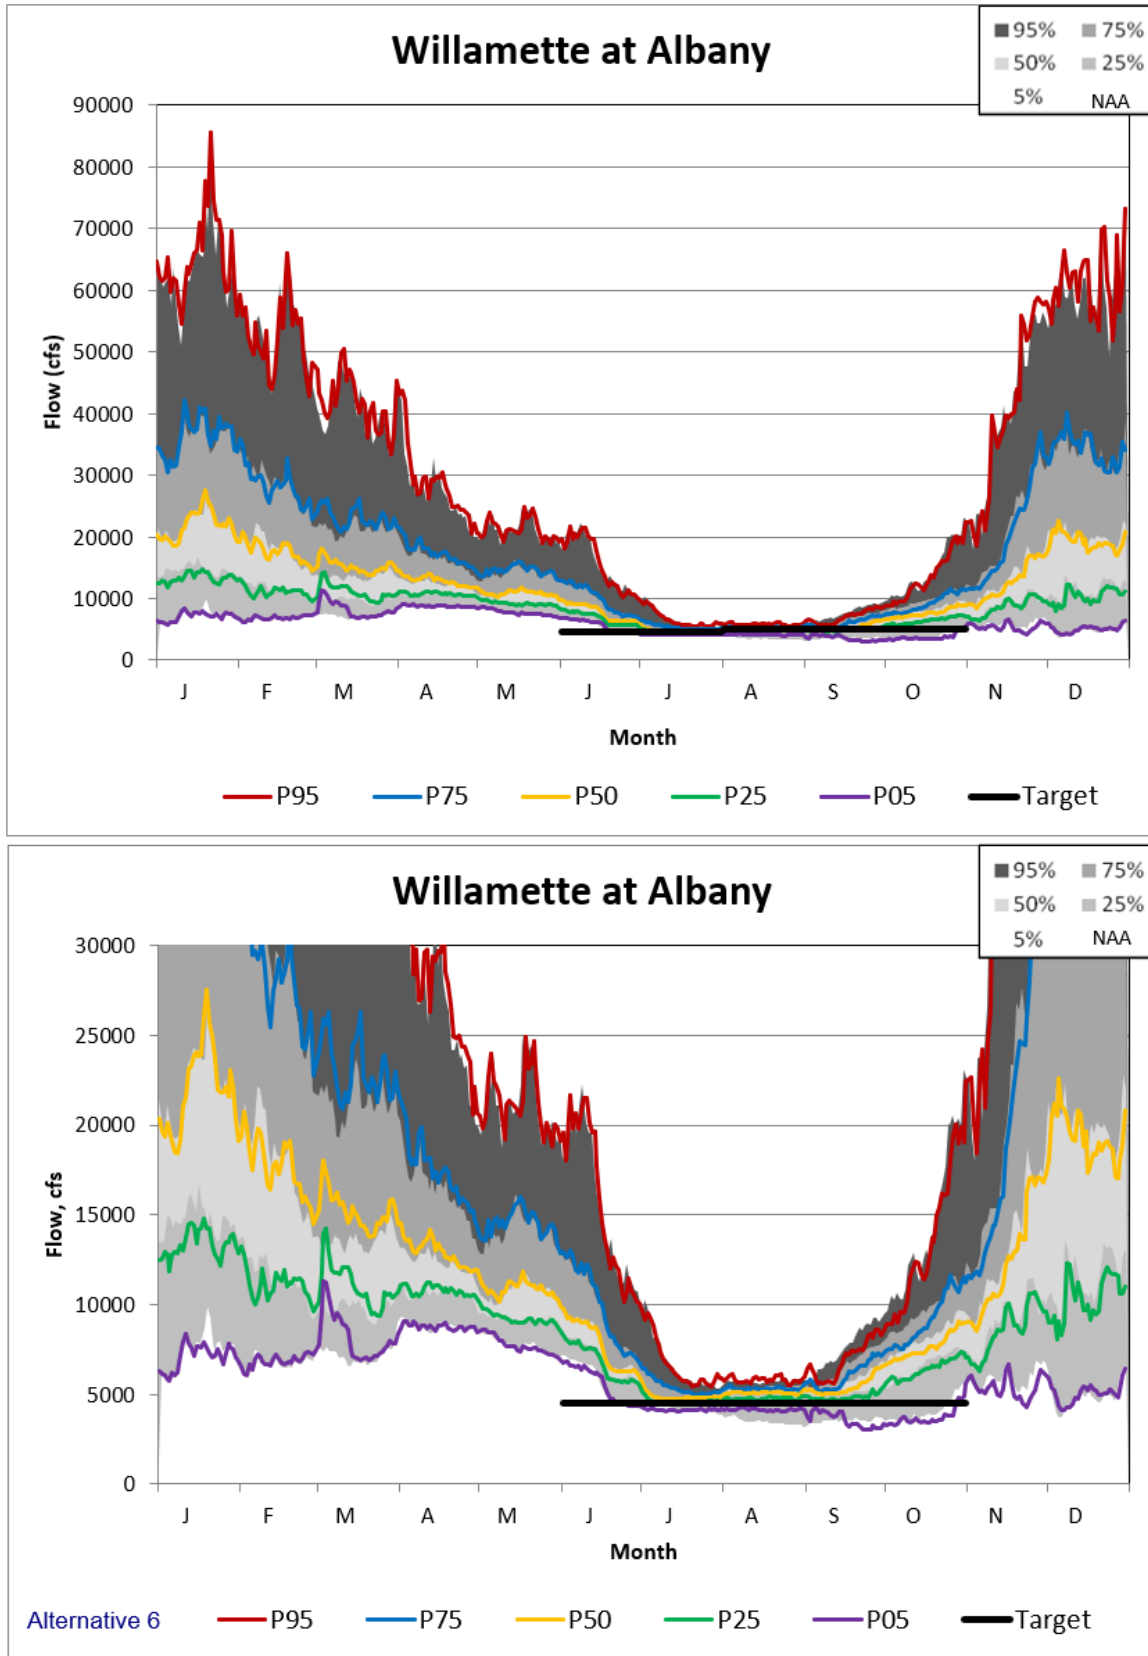 Willamette at Albany
95% 75%
50% 25%
5% NAA
90000
80000
70000
60000
50000
40000
30000
20000
10000
0
Flow (cfs)
J F M A M J J A S O N D
Month
P95 P75 P50 P25 P05 Target
Willamette at Albany
95% 75%
50% 25%
5% NAA
30000
25000
20000
15000
10000
5000
0
Flow, cfs
J F M A M J J A S O N D
Month
Alternative 6 P95 P75 P50 P25 P05 Target